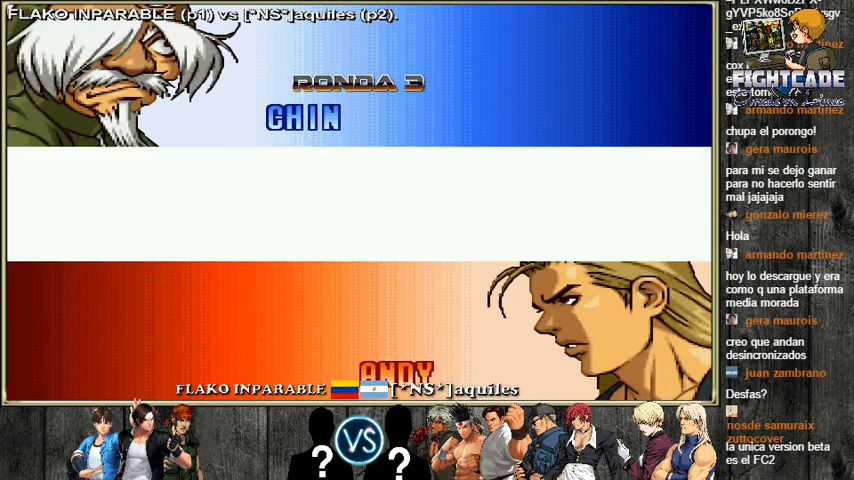 FLAKO INPARABLE (p1) vs [*NS*]aquiles (p2).
RONDA 3
CHIN
ANDY
FLAKO INPARABLE
[*NS*]aquiles
VS
?
?
FIGHTCADE
armando martinez
chupa el porongo!
gera maurois
para mi se dejo ganar
para no hacerlo sentir
mal jajajaja
gonzalo mierez
Hola
armando martinez
hoy lo descargue y era
como q una plataforma
media morada
gera maurois
creo que andan
desincronizados
juan zambrano
Desfas?
nosde samuraix
zuttocover
la unica version beta
es el FC2